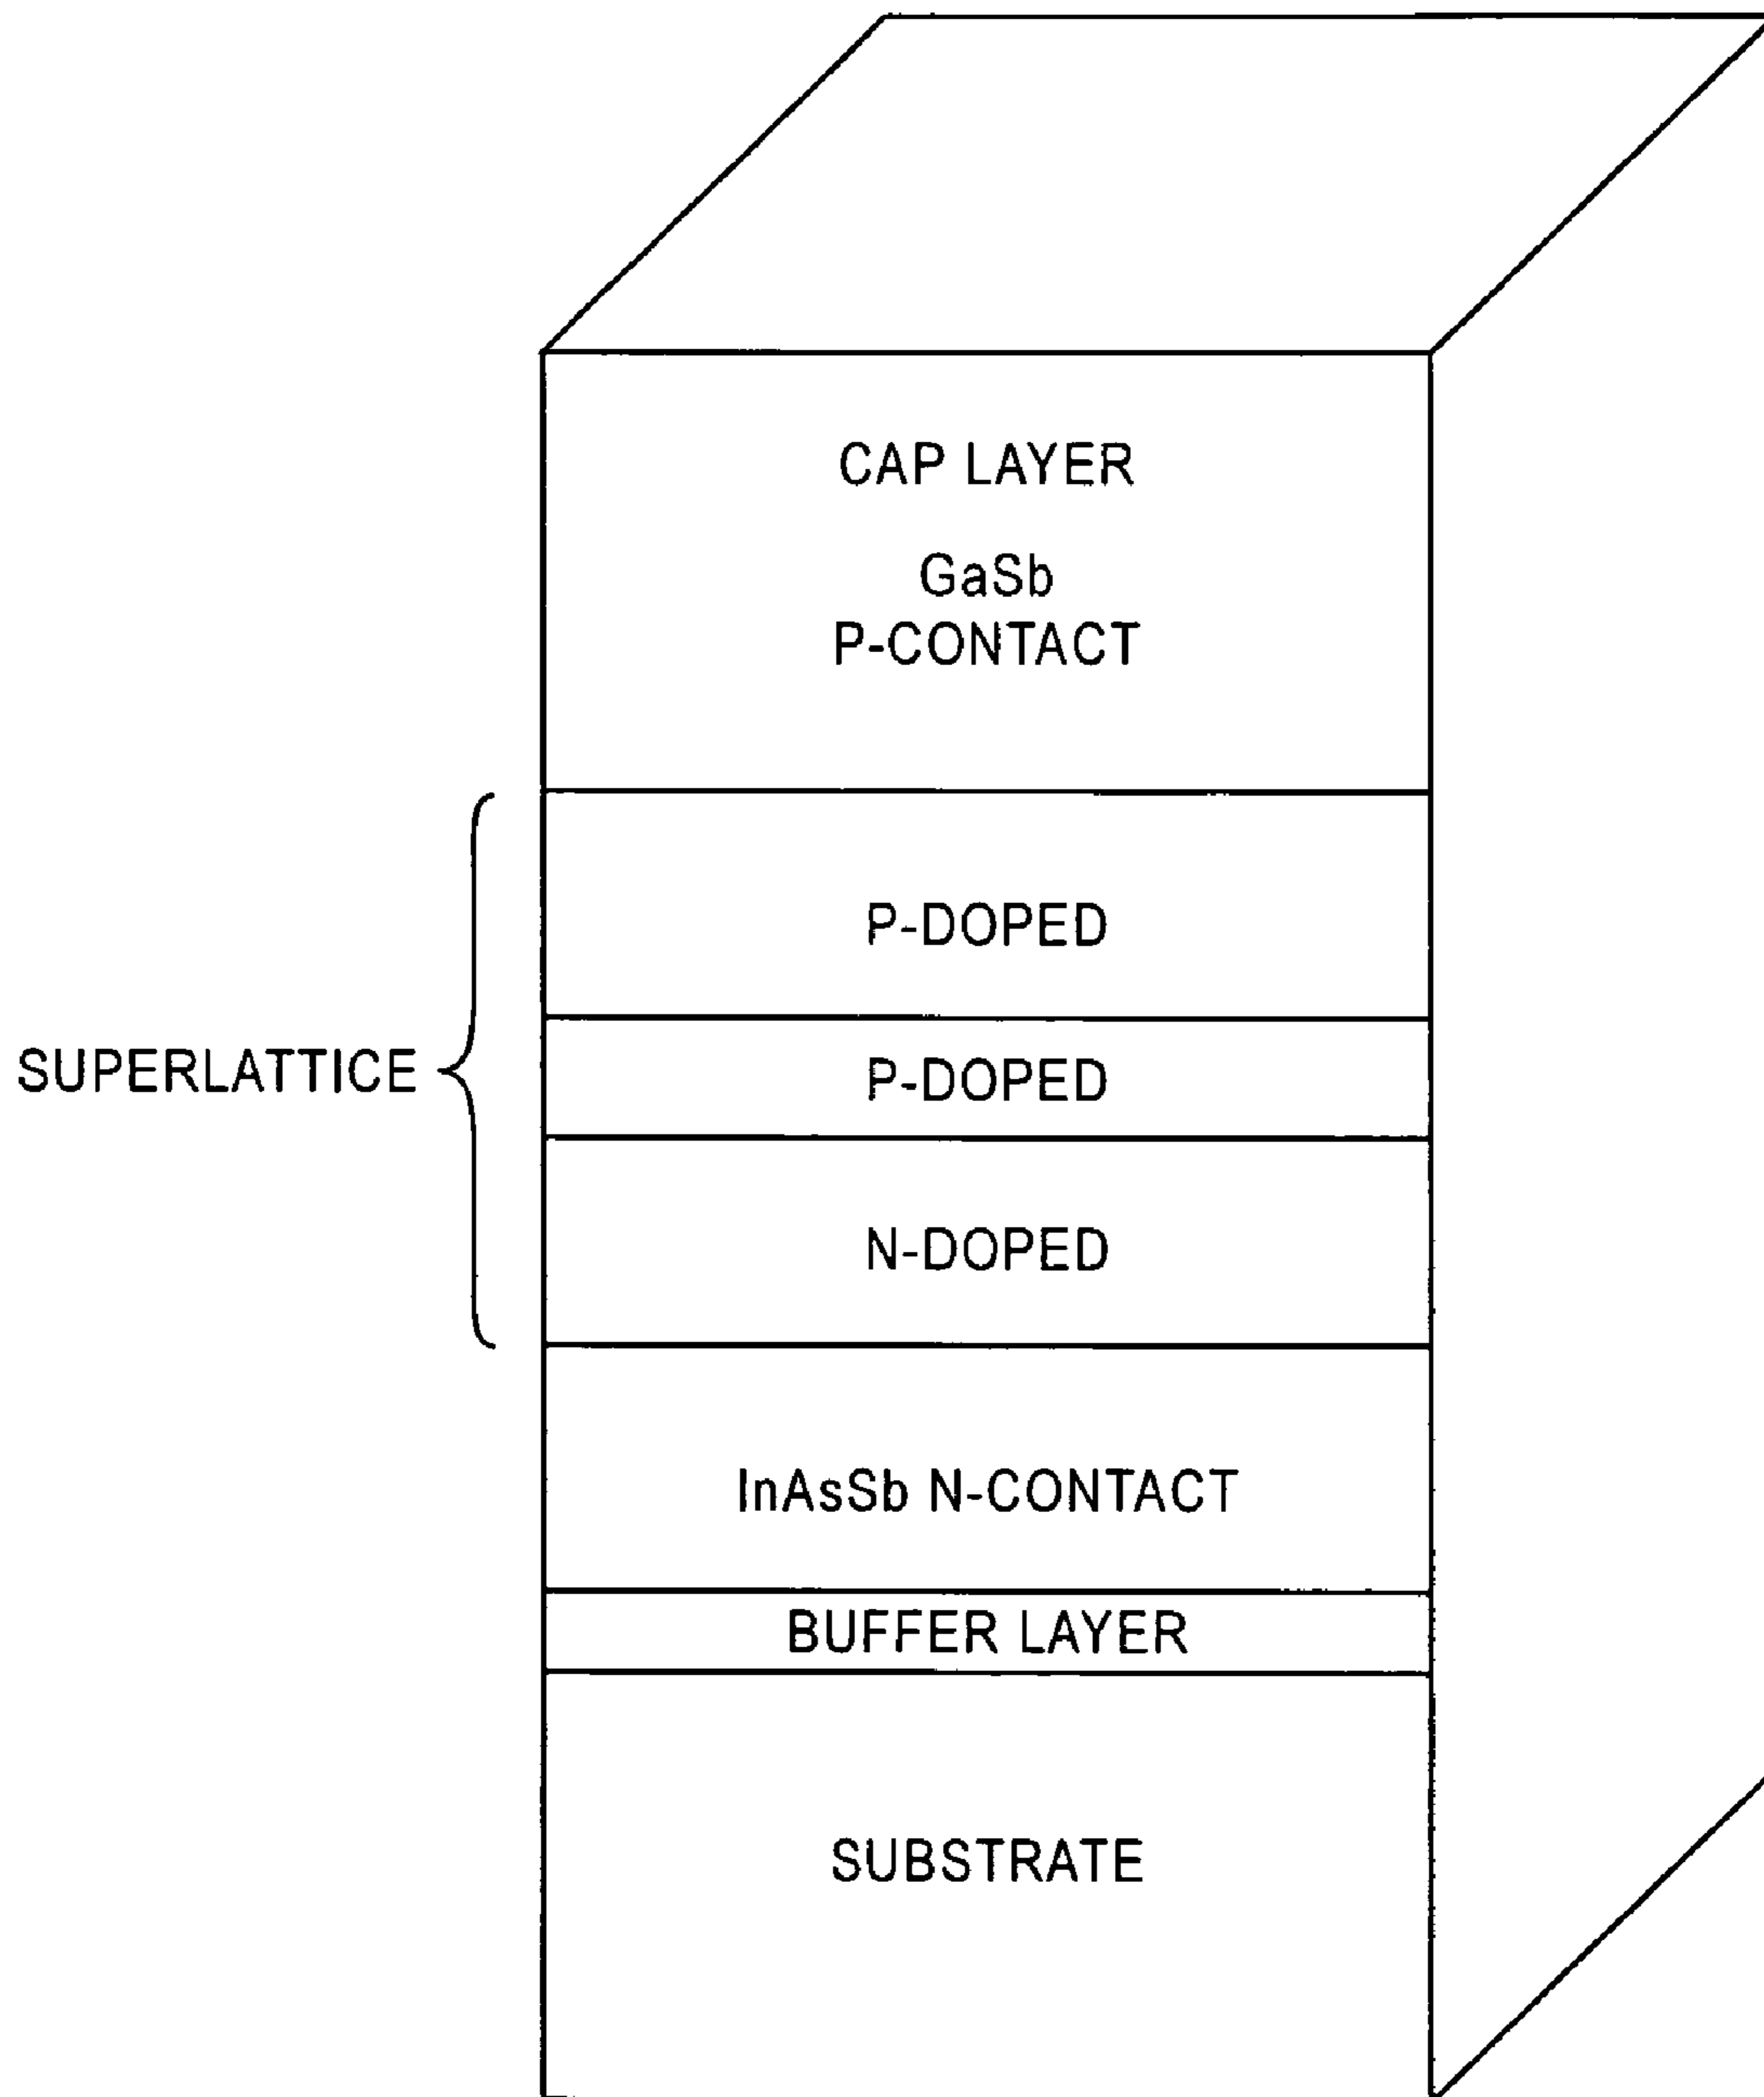 CAP LAYER
GaSb
P-CONTACT
P-DOPED
SUPERLATTICE
P-DOPED
N-DOPED
InAsSb N-CONTACT
BUFFER LAYER
SUBSTRATE